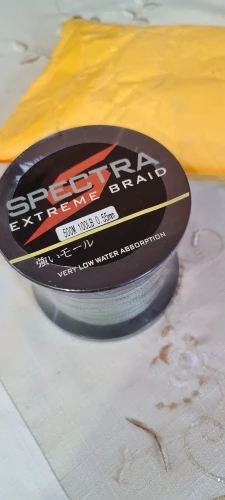 SPECTRA
EXTREME BRAID
500M 100LB 0.55mm
強いモール
VERY LOW WATER ABSORPTION